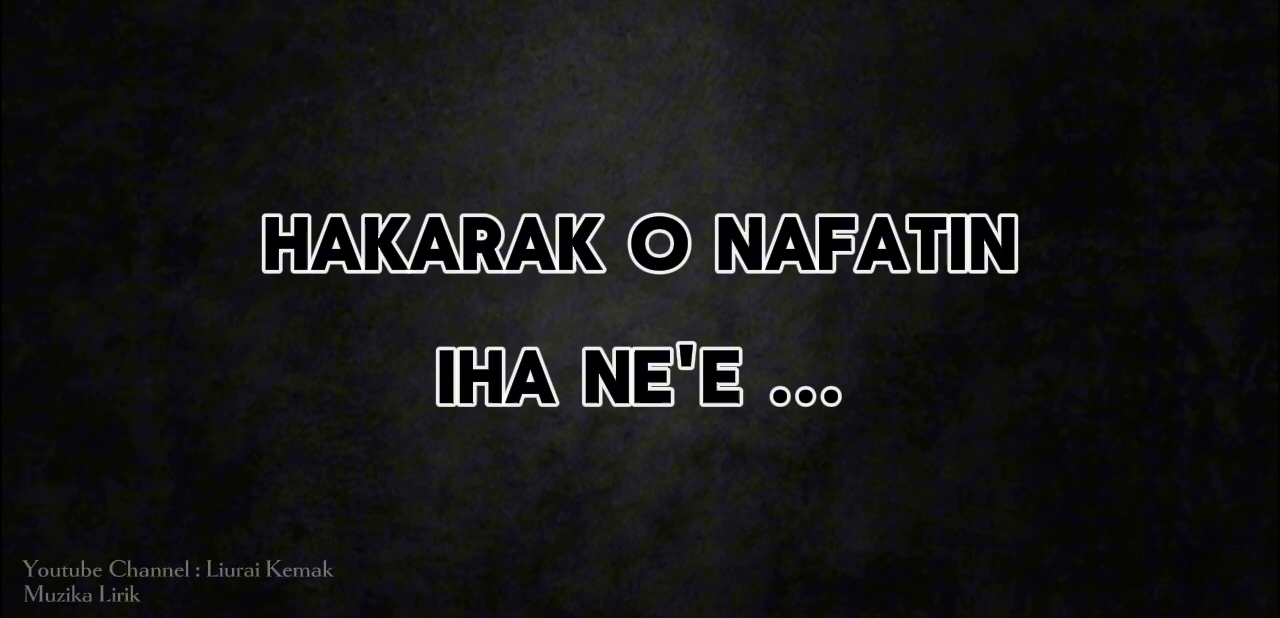 HAKARAK O NAFATIN
IHA NE'E ...
Youtube Channel : Liurai Kemak
Muzika Lirik